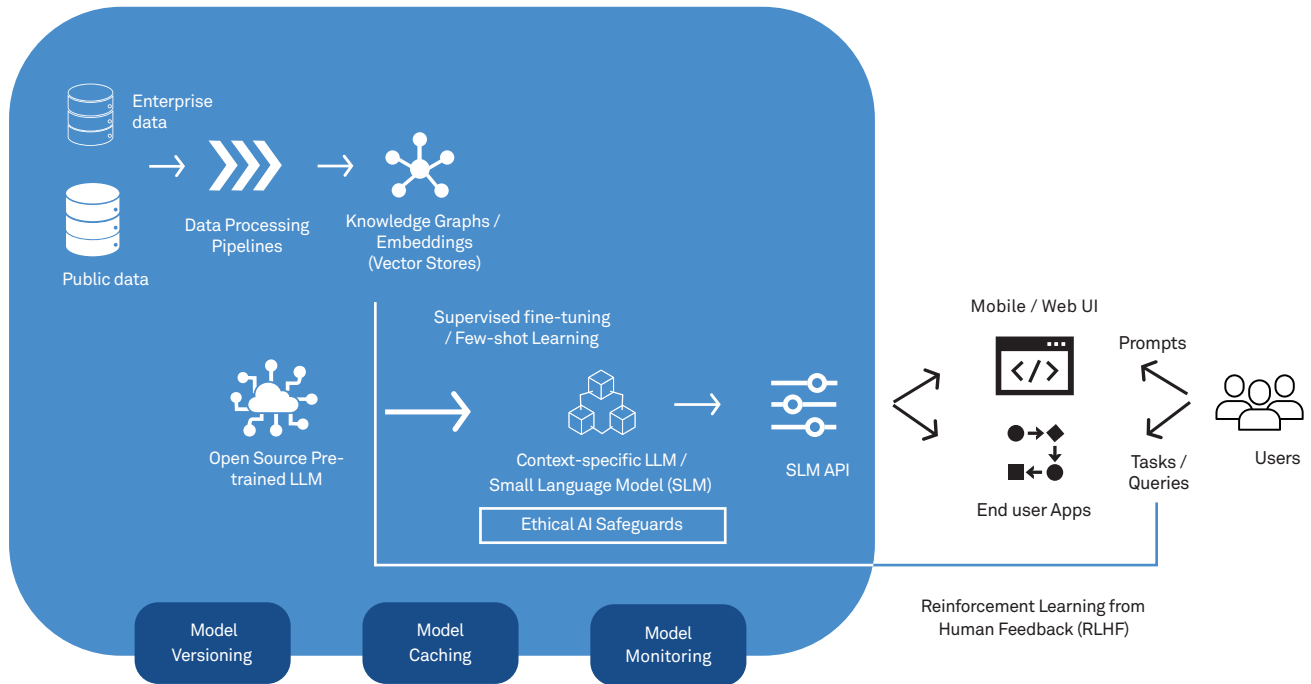 Enterprise
data
Public data
Data Processing
Pipelines
Knowledge Graphs /
Embeddings
(Vector Stores)
Supervised fine-tuning
/ Few-shot Learning
Open Source Pre-
trained LLM
Context-specific LLM /
Small Language Model (SLM)
Ethical AI Safeguards
SLM API
Mobile / Web UI
</>
End user Apps
Prompts
Tasks /
Queries
Users
Reinforcement Learning from
Human Feedback (RLHF)
Model
Versioning
Model
Caching
Model
Monitoring